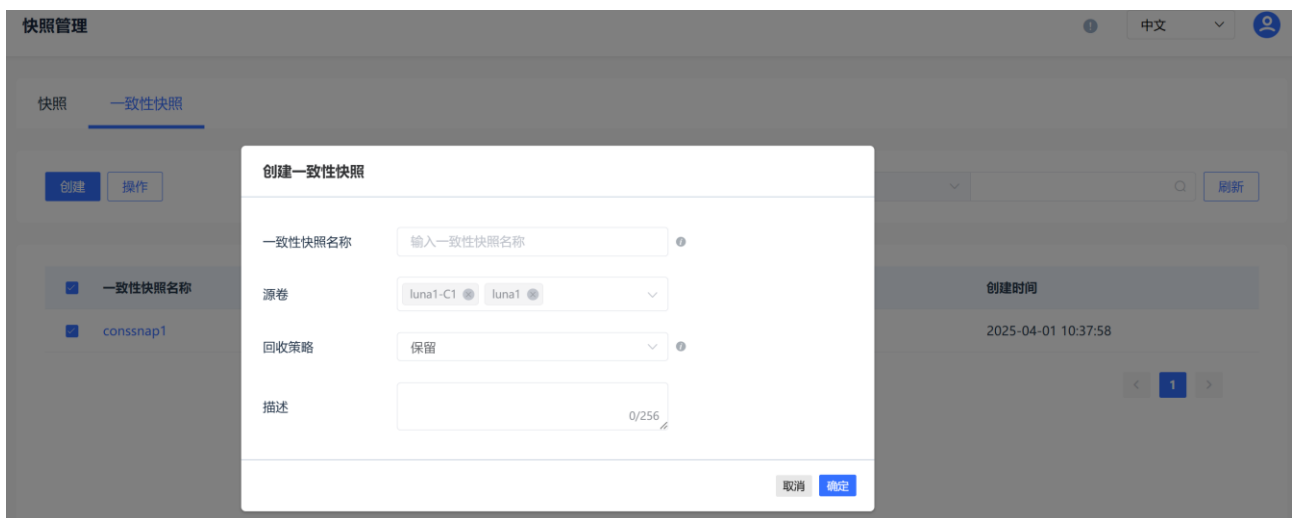 快照管理
中文
快照 一致性快照
创建一致性快照
创建 操作 刷新
一致性快照名称 输入一致性快照名称
一致性快照名称 源卷 luna1-C1 luna1 创建时间
conssnap1 2025-04-01 10:37:58
回收策略 保留
1
描述 0/256
取消 确定